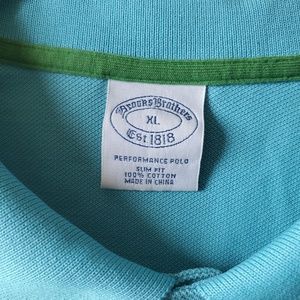 Brooks Brothers
XL
Est 1818
PERFORMANCE POLO
SLIM FIT
100% COTTON
MADE IN CHINA